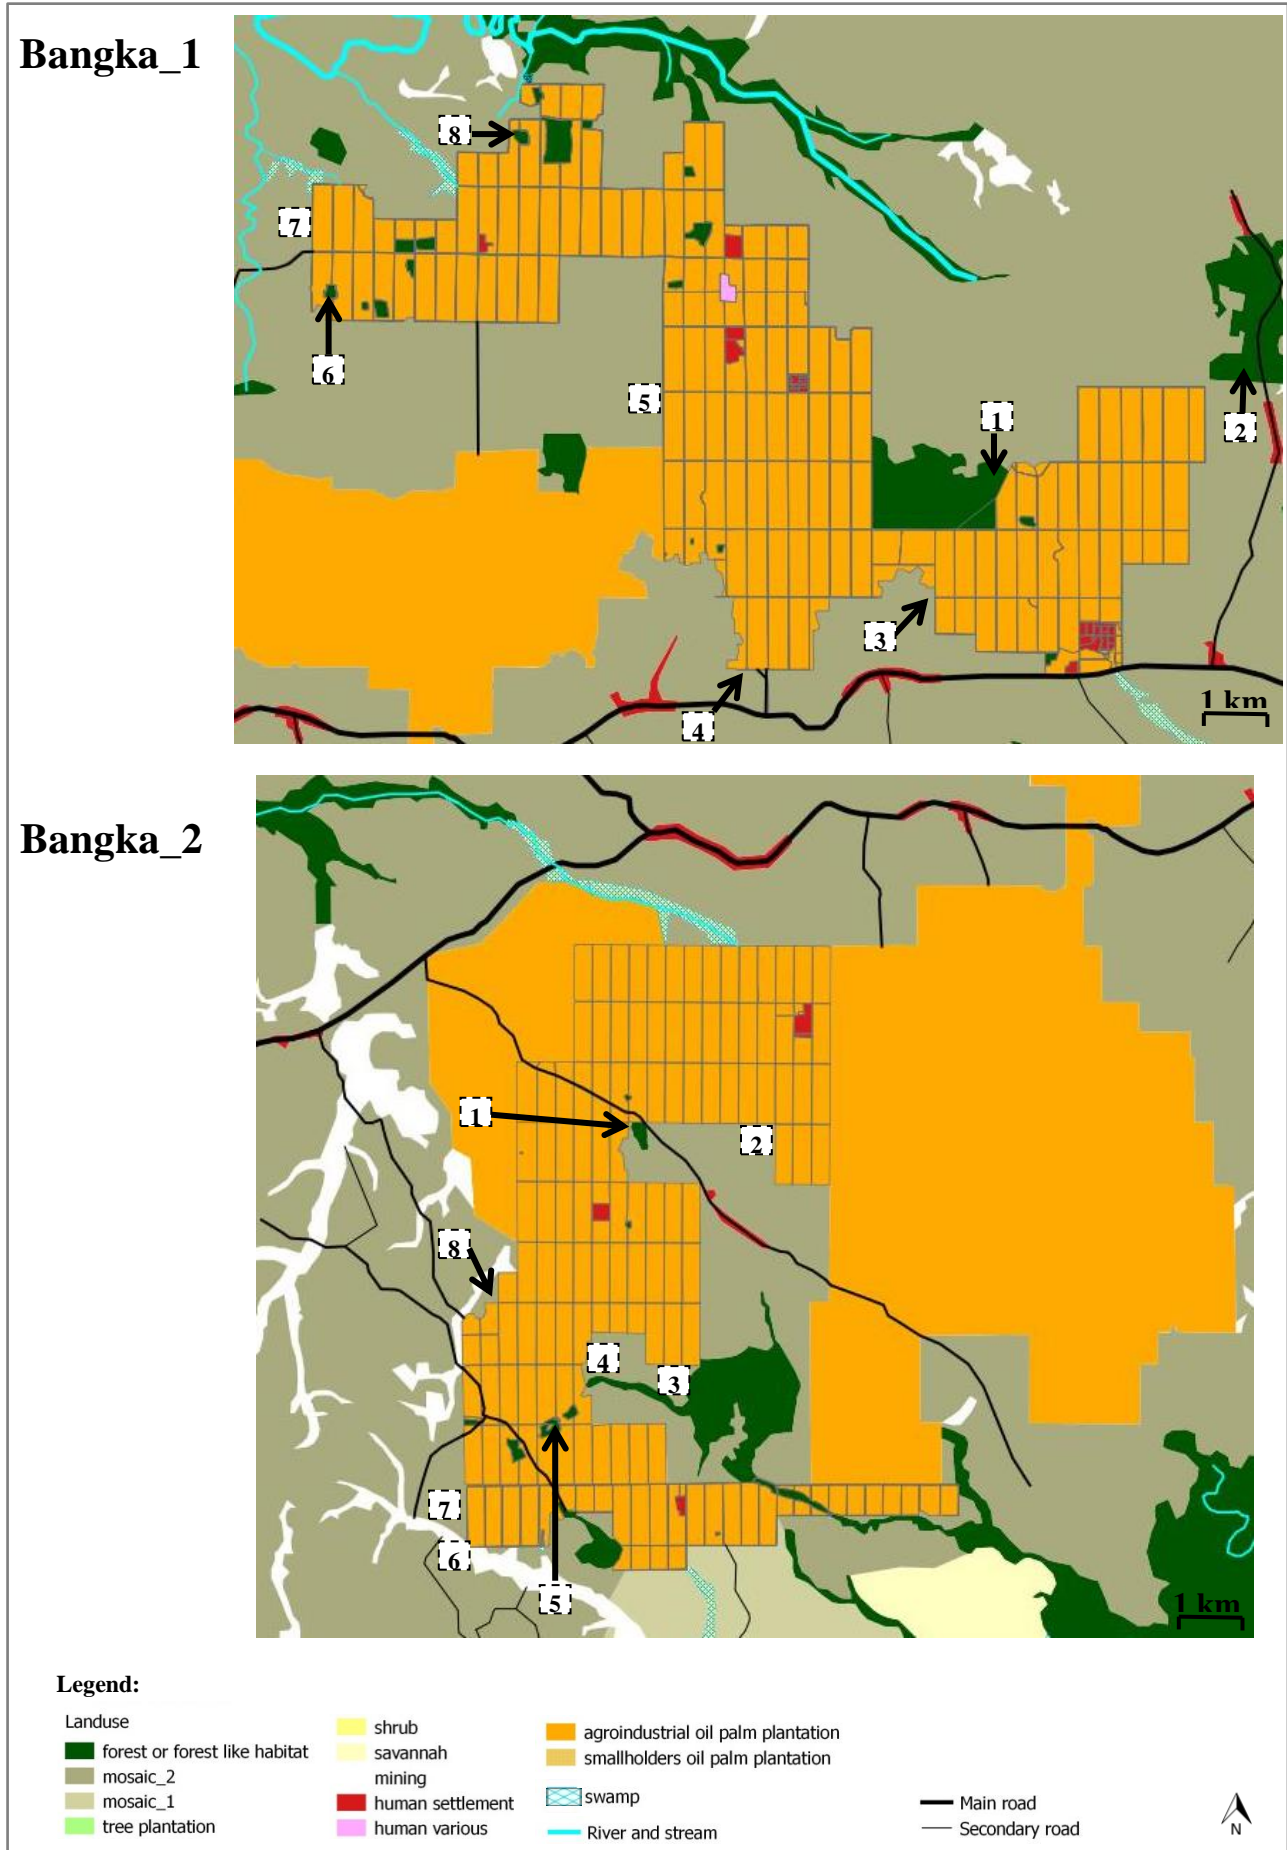 Bangka_1
8
7
6
5
1
2
3
4
1 km
Bangka_2
1
2
8
4
3
7
6
5
1 km
Legend:
Landuse
forest or forest like habitat
mosaic_2
mosaic_1
tree plantation
shrub
savannah
mining
human settlement
human various
agroindustrial oil palm plantation
smallholders oil palm plantation
swamp
River and stream
Main road
Secondary road
N